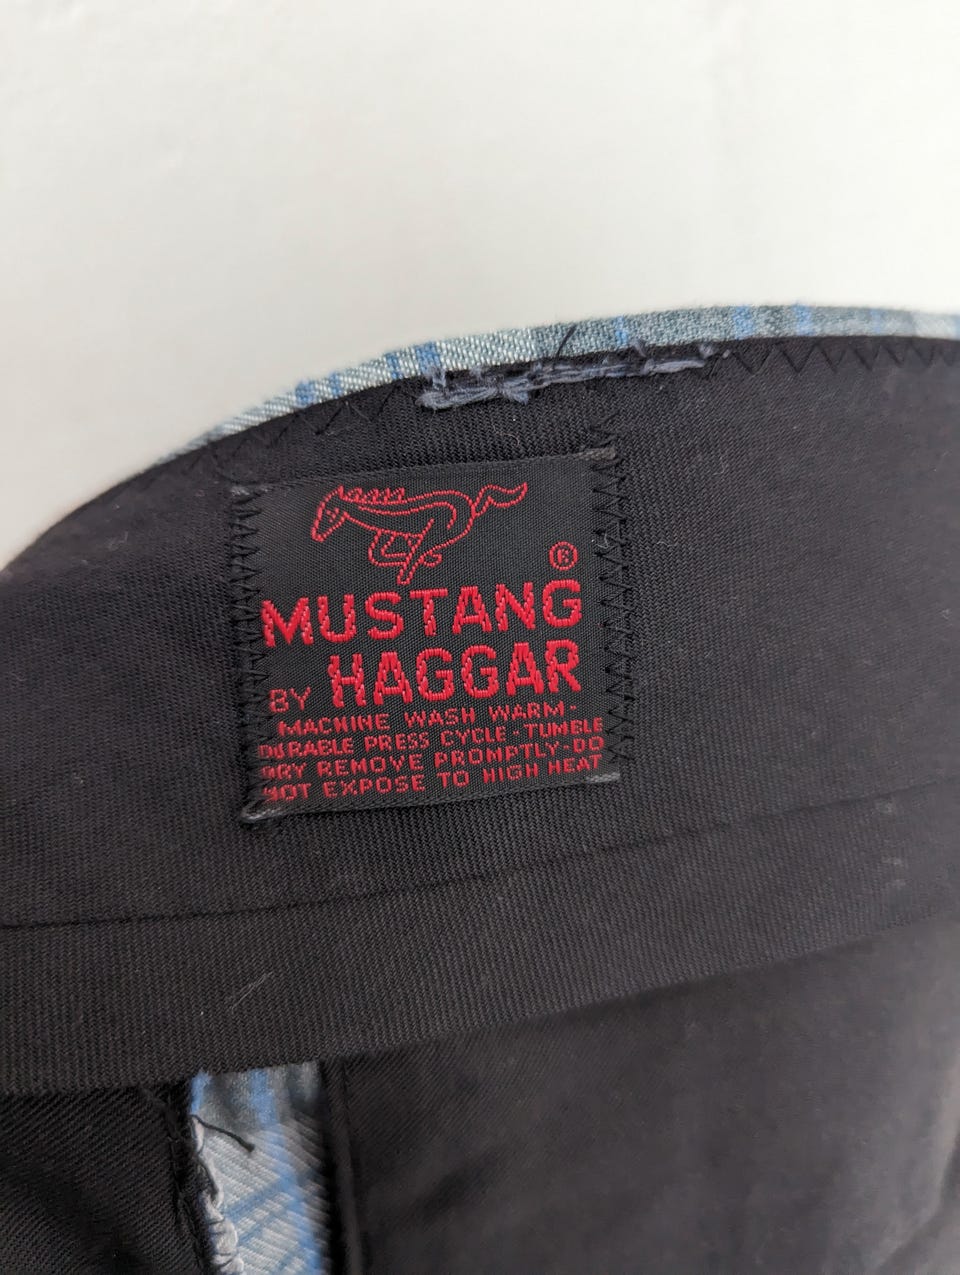 ®
MUSTANG
BY HAGGAR
MACHINE WASH WARM-
DURABLE PRESS CYCLE-TUMBLE
DRY REMOVE PROMPTLY-DO
NOT EXPOSE TO HIGH HEAT